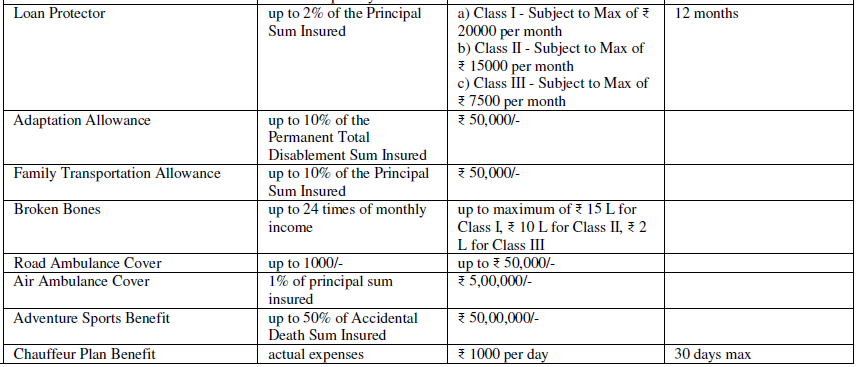 Loan Protector
up to 2% of the Principal
Sum Insured
a) Class I - Subject to Max of ₹
20000 per month
b) Class II - Subject to Max of
₹ 15000 per month
c) Class III - Subject to Max of
₹ 7500 per month
12 months
Adaptation Allowance
up to 10% of the
Permanent Total
Disablement Sum Insured
₹ 50,000/-
Family Transportation Allowance
up to 10% of the Principal
Sum Insured
₹ 50,000/-
Broken Bones
up to 24 times of monthly
income
up to maximum of ₹ 15 L for
Class I, ₹ 10 L for Class II, ₹ 2
L for Class III
Road Ambulance Cover
up to 1000/-
up to ₹ 50,000/-
Air Ambulance Cover
1% of principal sum
insured
₹ 5,00,000/-
Adventure Sports Benefit
up to 50% of Accidental
Death Sum Insured
₹ 50,00,000/-
Chauffeur Plan Benefit
actual expenses
₹ 1000 per day
30 days max